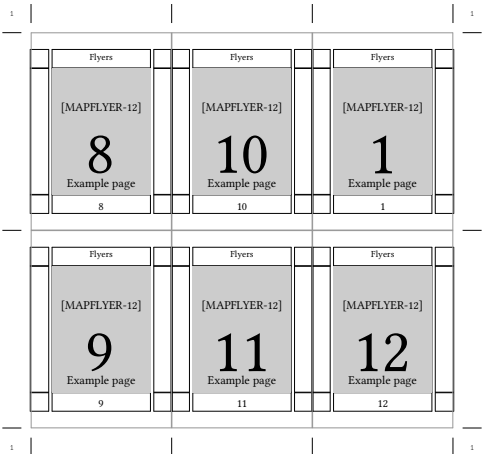 1 1
Flyers Flyers Flyers
[MAPFLYER-12] [MAPFLYER-12] [MAPFLYER-12]
8 10 1
Example page Example page Example page
8 10 1
Flyers Flyers Flyers
[MAPFLYER-12] [MAPFLYER-12] [MAPFLYER-12]
9 11 12
Example page Example page Example page
9 11 12
1 1